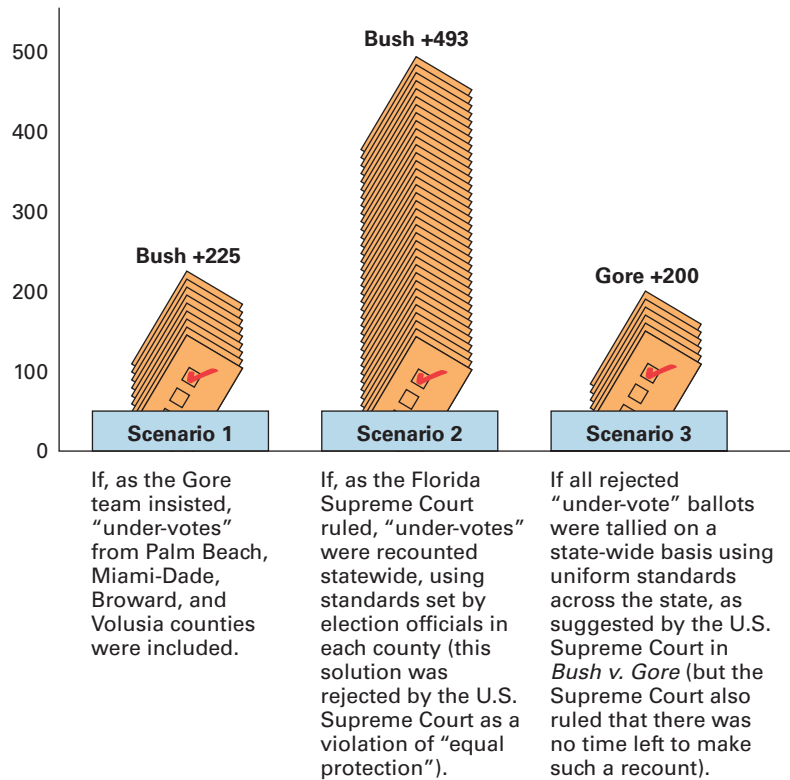 Bush +493
500
400
300
200
100
0
Bush +225
Gore +200
Scenario 1
Scenario 2
Scenario 3
If, as the Gore
team insisted,
“under-votes”
from Palm Beach,
Miami-Dade,
Broward, and
Volusia counties
were included.
If, as the Florida
Supreme Court
ruled, “under-votes”
were recounted
statewide, using
standards set by
election officials in
each county (this
solution was
rejected by the U.S.
Supreme Court as a
violation of “equal
protection”).
If all rejected
“under-vote” ballots
were tallied on a
state-wide basis using
uniform standards
across the state, as
suggested by the U.S.
Supreme Court in
Bush v. Gore (but the
Supreme Court also
ruled that there was
no time left to make
such a recount).